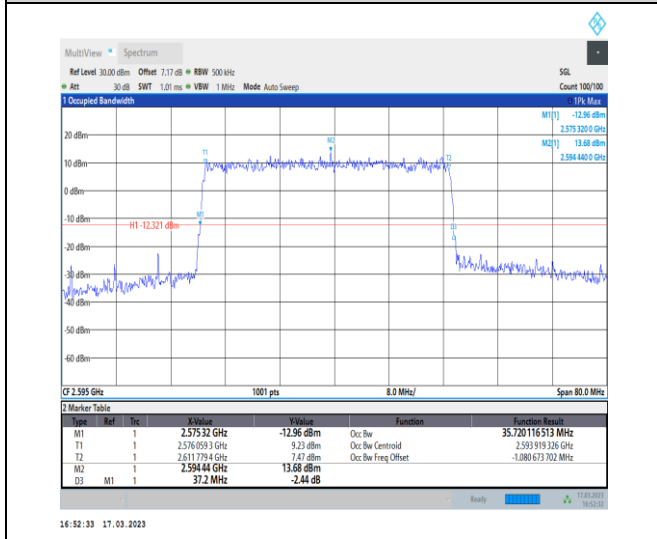 MultiView Spectrum
Ref Level 30.00 dBm Offset 7.17 dB RBW 500 kHz SGL
Att 30 dB SWT 1.01 ms VBW 1 MHz Mode Auto Sweep Count 100/100
1 Occupied Bandwidth 1Pk Max
M1[1] -12.96 dBm
2.575 320 0 GHz
M2[1] 13.68 dBm
2.594 440 0 GHz
20 dBm
M2
T1
T2
10 dBm
0 dBm
-10 dBm
M1
H1 -12.321 dBm
D3
-20 dBm
-30 dBm
-40 dBm
-50 dBm
-60 dBm
CF 2.595 GHz 1001 pts 8.0 MHz/ Span 80.0 MHz
2 Marker Table
Type Ref Trc X-Value Y-Value Function Function Result
M1 1 2.575 32 GHz -12.96 dBm Occ Bw 35.720 116 513 MHz
T1 1 2.576 059 3 GHz 9.23 dBm Occ Bw Centroid 2.593 919 326 GHz
T2 1 2.611 779 4 GHz 7.47 dBm Occ Bw Freq Offset -1.080 673 702 MHz
M2 1 2.594 44 GHz 13.68 dBm
D3 M1 1 37.2 MHz -2.44 dB
Ready 17.03.2023
16:52:32
16:52:33 17.03.2023